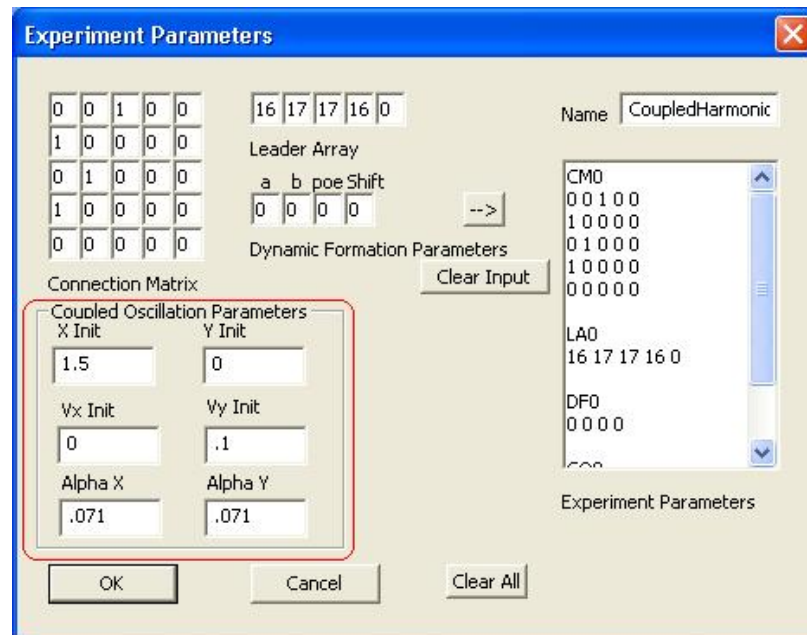 Experiment Parameters
0 0 1 0 0
1 0 0 0 0
0 1 0 0 0
1 0 0 0 0
0 0 0 0 0
Connection Matrix
16 17 17 16 0
Leader Array
a b poe Shift
0 0 0 0
-->
Dynamic Formation Parameters
Clear Input
Name CoupledHarmonic
CM0
0 0 1 0 0
1 0 0 0 0
0 1 0 0 0
1 0 0 0 0
0 0 0 0 0
LA0
16 17 17 16 0
DF0
0 0 0 0
Experiment Parameters
Coupled Oscillation Parameters
X Init Y Init
1.5 0
Vx Init Vy Init
0 .1
Alpha X Alpha Y
.071 .071
OK Cancel Clear All